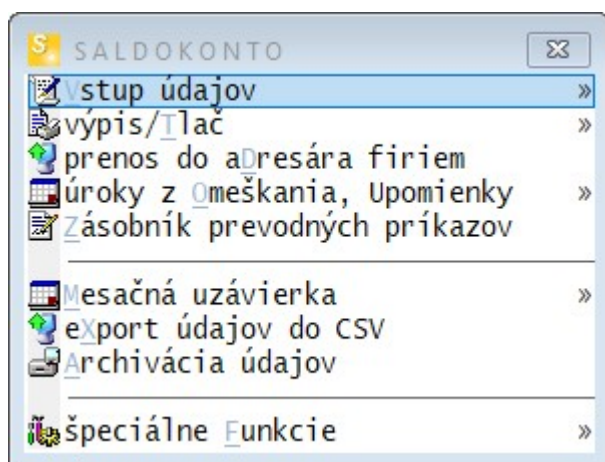 S
SALDOKONTO
Vstup údajov »
výpis/Tlač »
prenos do aDresára firiem
úroky z Omeškania, Upomienky »
Zásobník prevodných príkazov
Mesačná uzávierka »
eXport údajov do CSV
Archivácia údajov
špeciálne Funkcie »